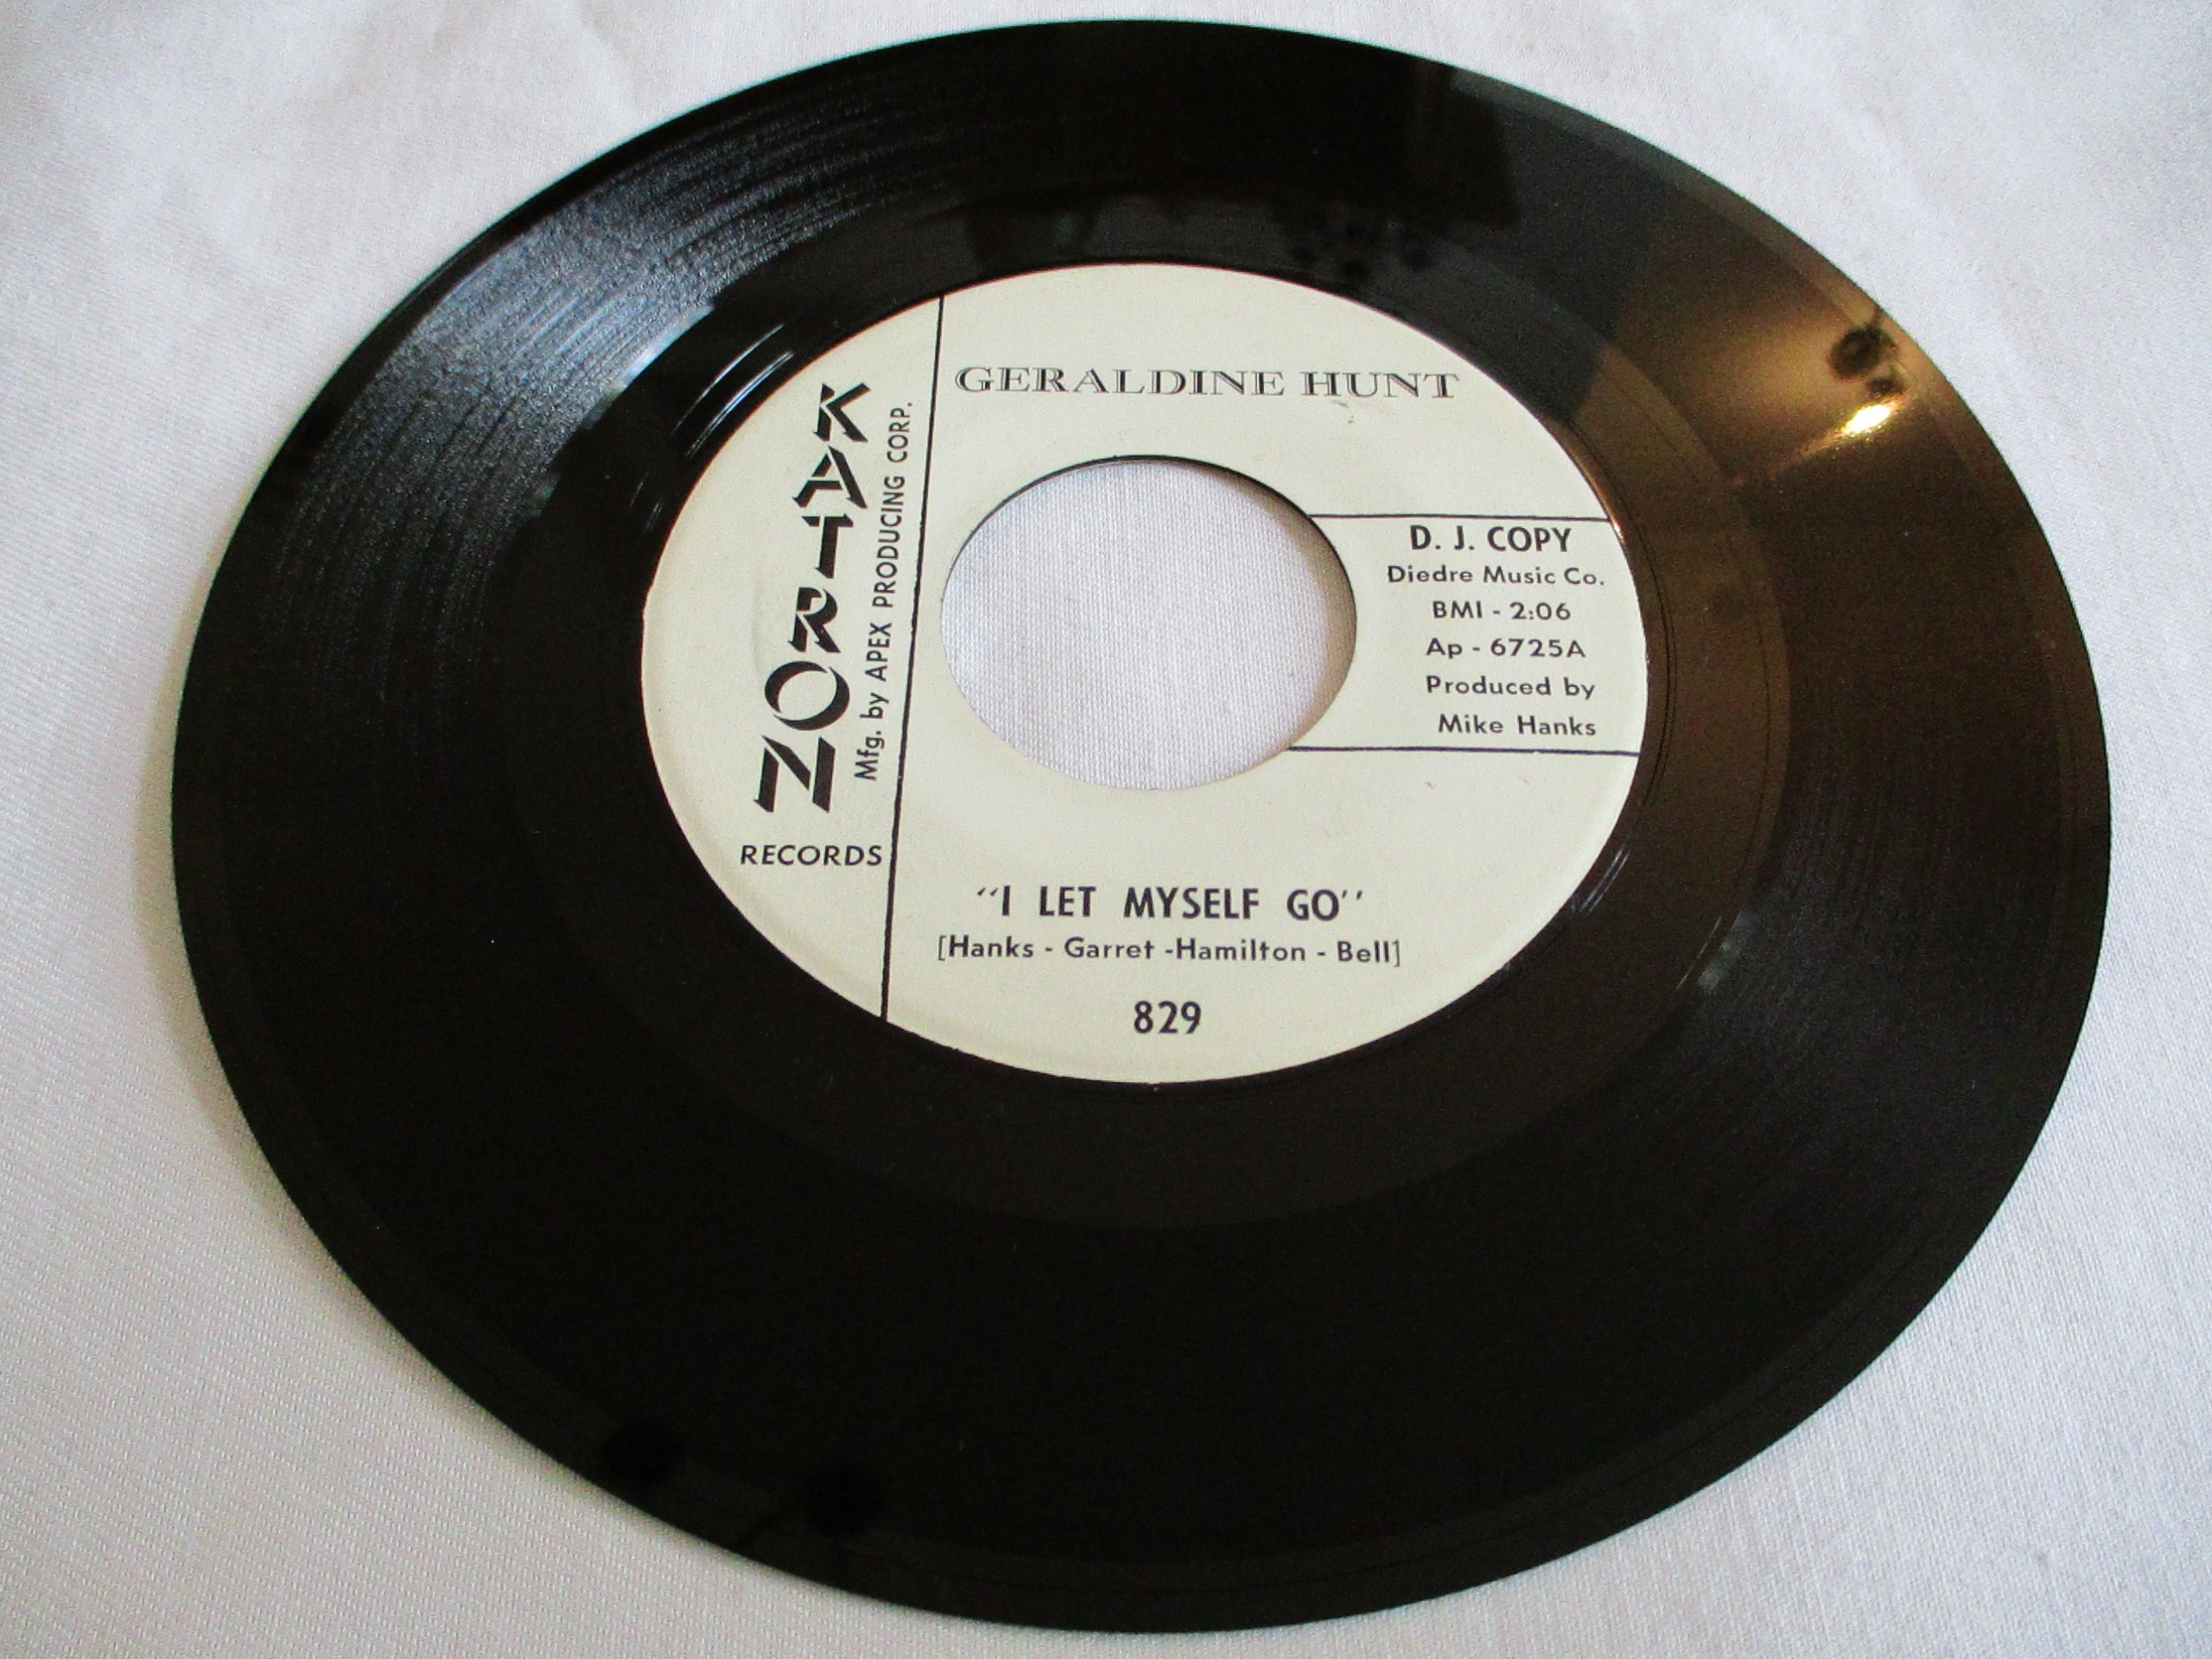 GERALDINE HUNT
KATRON
Mfg. by APEX PRODUCING CORP.
RECORDS
D. J. COPY
Diedre Music Co.
BMI - 2:06
Ap - 6725A
Produced by
Mike Hanks
"I LET MYSELF GO"
[Hanks - Garret -Hamilton - Bell]
829